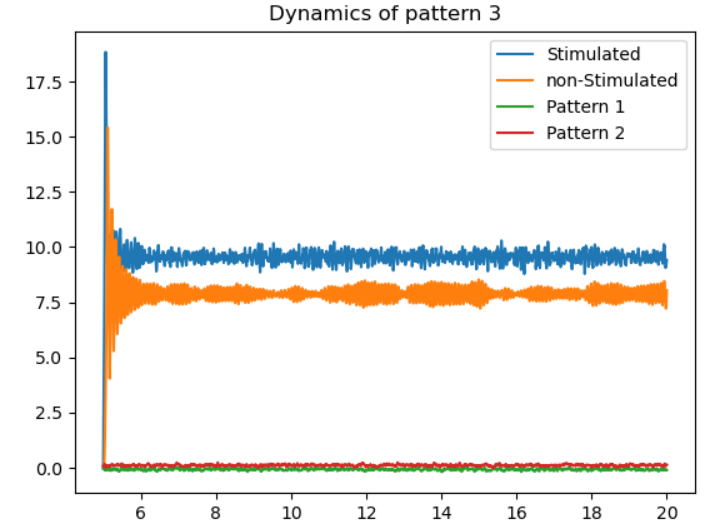 Dynamics of pattern 3
Stimulated
non-Stimulated
Pattern 1
Pattern 2
17.5
15.0
12.5
10.0
7.5
5.0
2.5
0.0
6 8 10 12 14 16 18 20